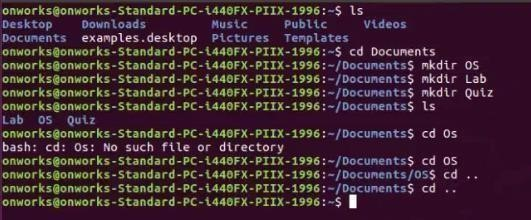 onworks@onworks-Standard-PC-i440FX-PIIX-1996:~$ ls
Desktop Downloads Music Public Videos
Documents examples.desktop Pictures Templates
onworks@onworks-Standard-PC-i440FX-PIIX-1996:~$ cd Documents
onworks@onworks-Standard-PC-i440FX-PIIX-1996:~/Documents$ mkdir OS
onworks@onworks-Standard-PC-i440FX-PIIX-1996:~/Documents$ mkdir Lab
onworks@onworks-Standard-PC-i440FX-PIIX-1996:~/Documents$ mkdir Quiz
onworks@onworks-Standard-PC-i440FX-PIIX-1996:~/Documents$ ls
Lab OS Quiz
onworks@onworks-Standard-PC-i440FX-PIIX-1996:~/Documents$ cd Os
bash: cd: Os: No such file or directory
onworks@onworks-Standard-PC-i440FX-PIIX-1996:~/Documents$ cd OS
onworks@onworks-Standard-PC-i440FX-PIIX-1996:~/Documents/OS$ cd ..
onworks@onworks-Standard-PC-i440FX-PIIX-1996:~/Documents$ cd ..
onworks@onworks-Standard-PC-i440FX-PIIX-1996:~$